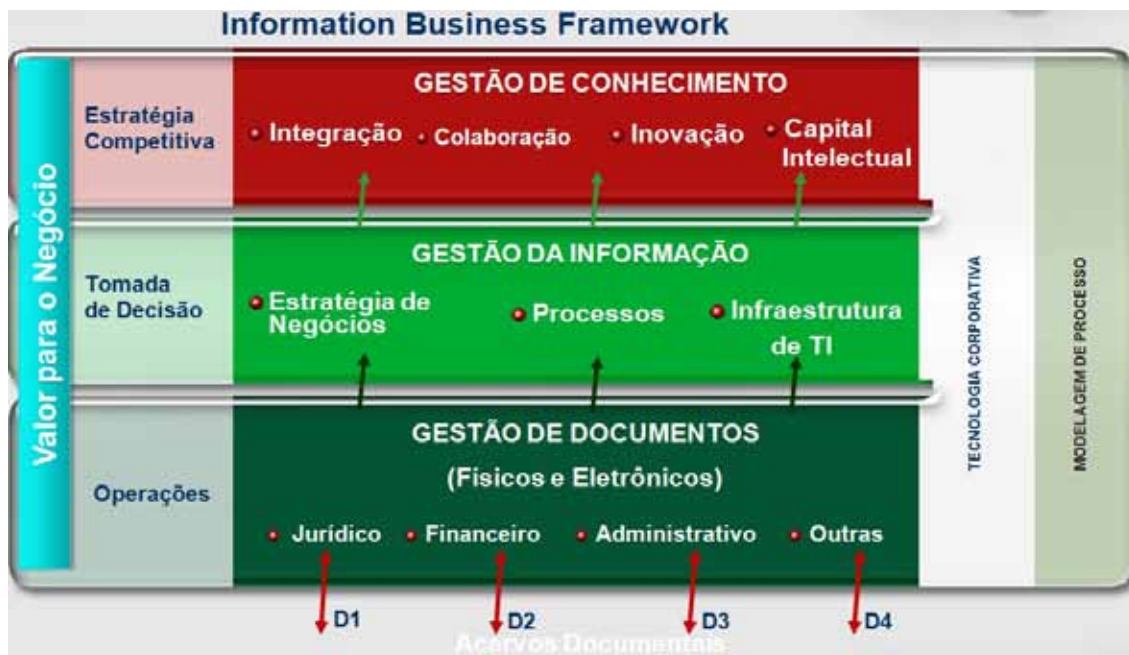 Information Business Framework
Valor para o Negócio
Estratégia
Competitiva
GESTÃO DE CONHECIMENTO
Integração
Colaboração
Inovação
Capital
Intelectual
Tomada
de Decisão
GESTÃO DA INFORMAÇÃO
Estratégia de
Negócios
Processos
Infraestrutura
de TI
Operações
GESTÃO DE DOCUMENTOS
(Físicos e Eletrônicos)
Jurídico
Financeiro
Administrativo
Outras
TECNOLOGIA CORPORATIVA
MODELAGEM DE PROCESSO
D1
D2
D3
D4
Acervos Documentais